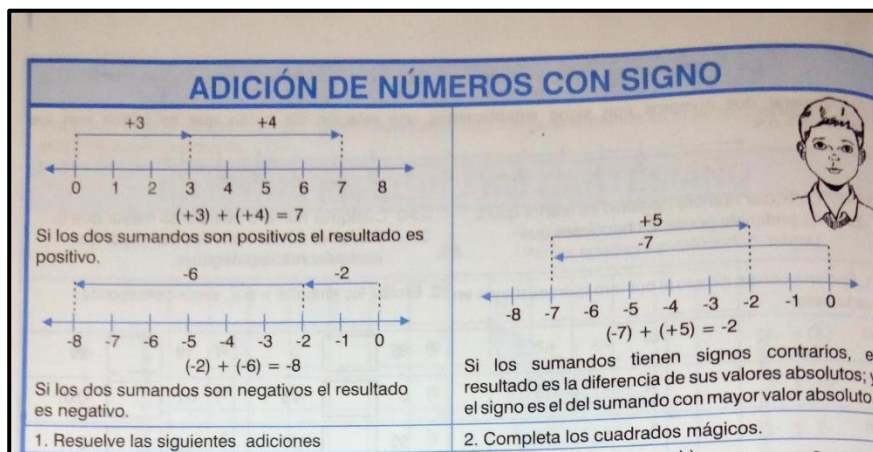 ADICIÓN DE NÚMEROS CON SIGNO
+3 +4
0 1 2 3 4 5 6 7 8
(+3) + (+4) = 7
Si los dos sumandos son positivos el resultado es
positivo.
-6 -2
-8 -7 -6 -5 -4 -3 -2 -1 0
(-2) + (-6) = -8
Si los dos sumandos son negativos el resultado
es negativo.
1. Resuelve las siguientes adiciones
+5
-7
-8 -7 -6 -5 -4 -3 -2 -1 0
(-7) + (+5) = -2
Si los sumandos tienen signos contrarios,
resultado es la diferencia de sus valores absolutos;
el signo es el del sumando con mayor valor absoluto
2. Completa los cuadrados mágicos.